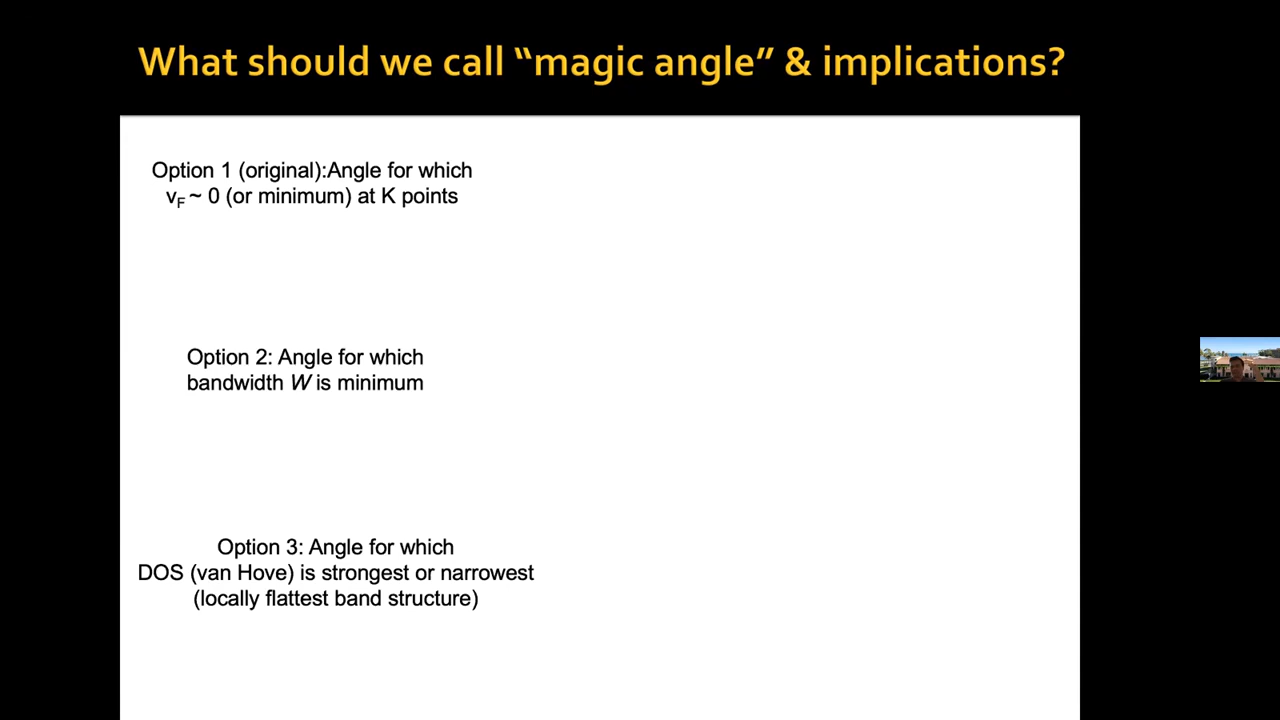 What should we call “magic angle” & implications?
Option 1 (original):Angle for which
vF ~ 0 (or minimum) at K points
Option 2: Angle for which
bandwidth W is minimum
Option 3: Angle for which
DOS (van Hove) is strongest or narrowest
(locally flattest band structure)